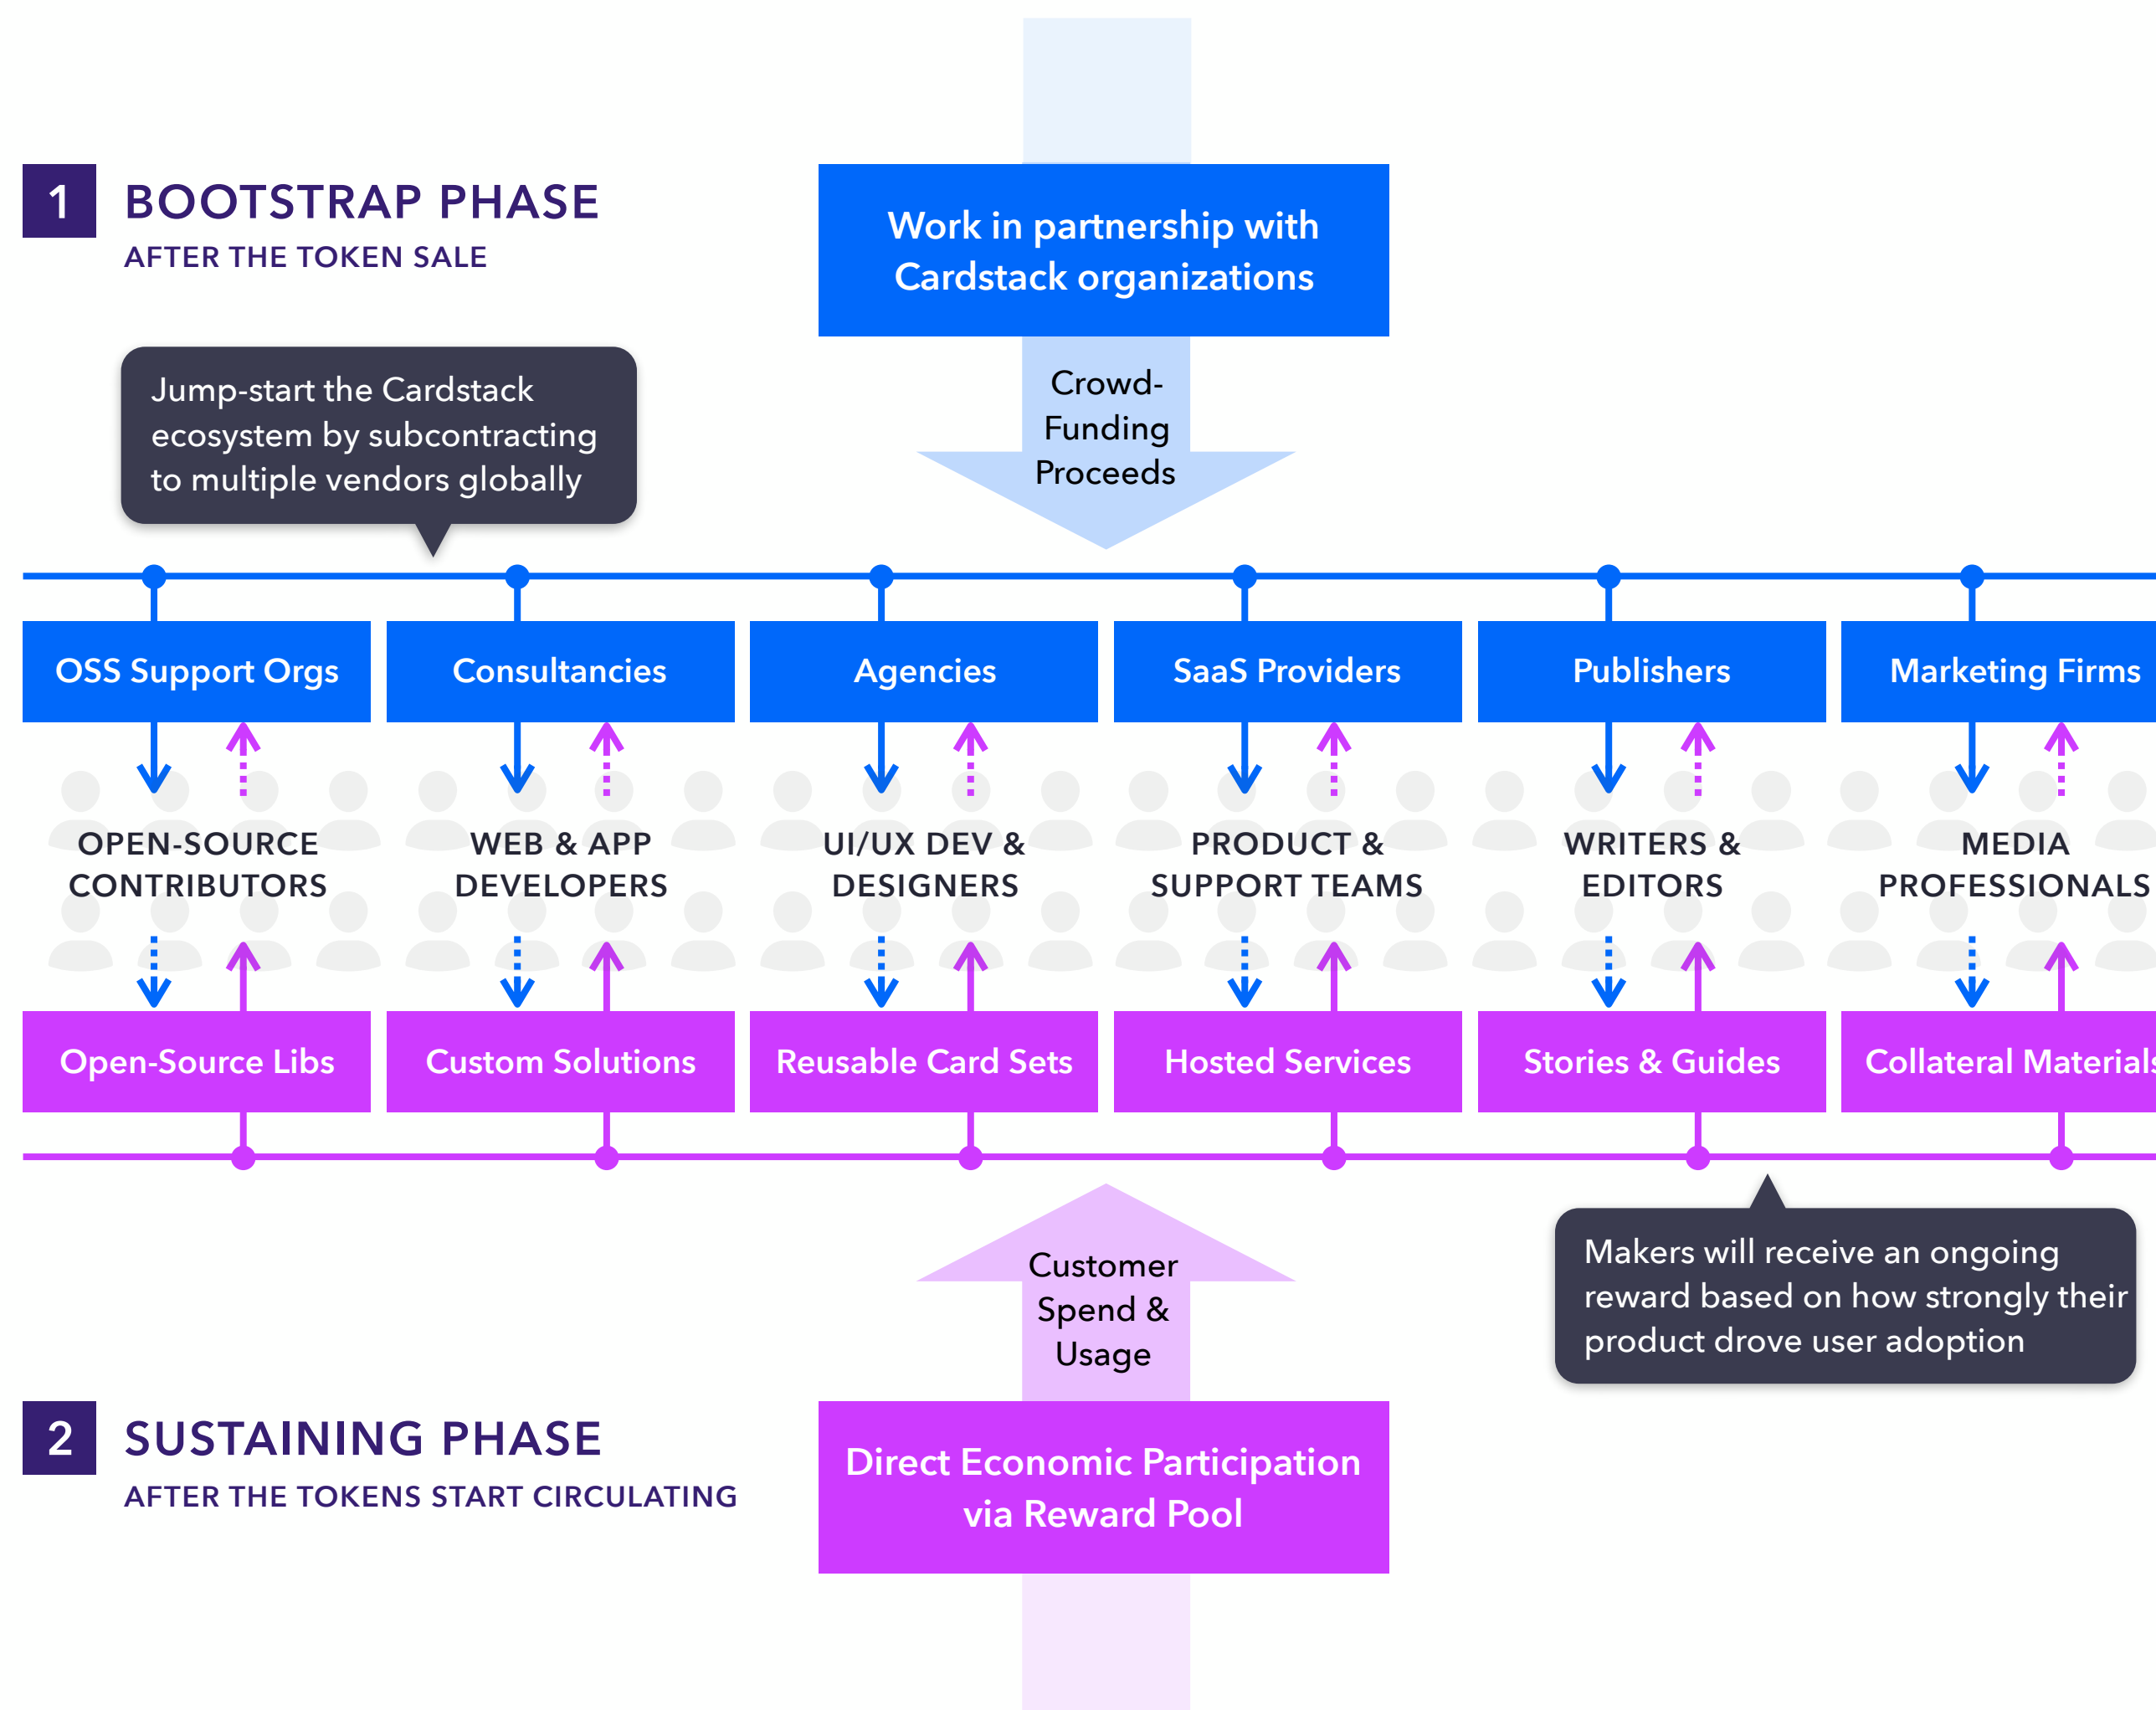 1
BOOTSTRAP PHASE
AFTER THE TOKEN SALE
Work in partnership with
Cardstack organizations
Jump-start the Cardstack
ecosystem by subcontracting
to multiple vendors globally
Crowd-
Funding
Proceeds
OSS Support Orgs
Consultancies
Agencies
SaaS Providers
Publishers
Marketing Firms
OPEN-SOURCE
CONTRIBUTORS
WEB & APP
DEVELOPERS
UI/UX DEV &
DESIGNERS
PRODUCT &
SUPPORT TEAMS
WRITERS &
EDITORS
MEDIA
PROFESSIONALS
Open-Source Libs
Custom Solutions
Reusable Card Sets
Hosted Services
Stories & Guides
Collateral Materials
Customer
Spend &
Usage
Makers will receive an ongoing
reward based on how strongly their
product drove user adoption
2
SUSTAINING PHASE
AFTER THE TOKENS START CIRCULATING
Direct Economic Participation
via Reward Pool